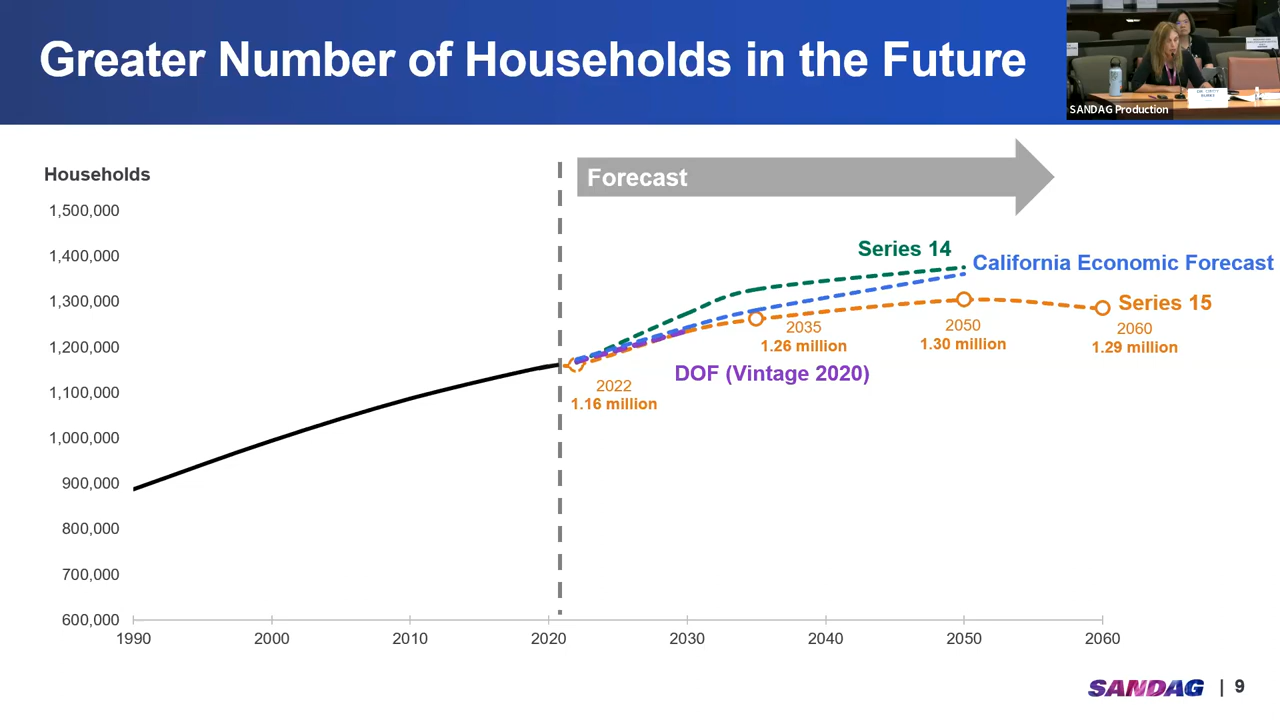 Greater Number of Households in the Future
SANDAG Production
Households
Forecast
1,500,000
1,400,000
1,300,000
1,200,000
1,100,000
1,000,000
900,000
800,000
700,000
600,000
Series 14
California Economic Forecast
Series 15
2035
1.26 million
2050
1.30 million
2060
1.29 million
DOF (Vintage 2020)
2022
1.16 million
1990
2000
2010
2020
2030
2040
2050
2060
SANDAG | 9